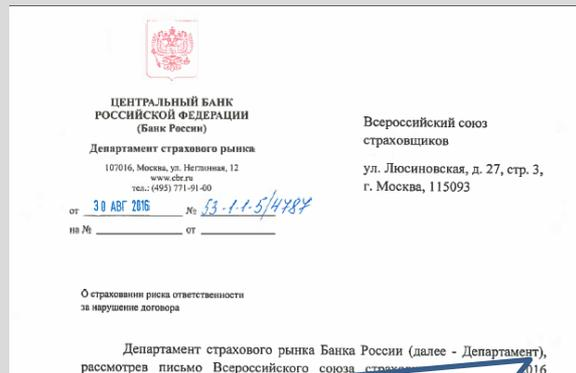 ЦЕНТРАЛЬНЫЙ БАНК
РОССИЙСКОЙ ФЕДЕРАЦИИ
(Банк России)
Департамент страхового рынка
107016, Москва, ул. Неглинная, 12
www.cbr.ru
тел.: (495) 771-91-00
от 30 АВГ 2016 № 53-1-1-5/4787
на № от
Всероссийский союз
страховщиков
ул. Люсиновская, д. 27, стр. 3,
г. Москва, 115093
О страховании риска ответственности
за нарушение договора
Департамент страхового рынка Банка России (далее - Департамент),
рассмотрев письмо Всероссийского союза